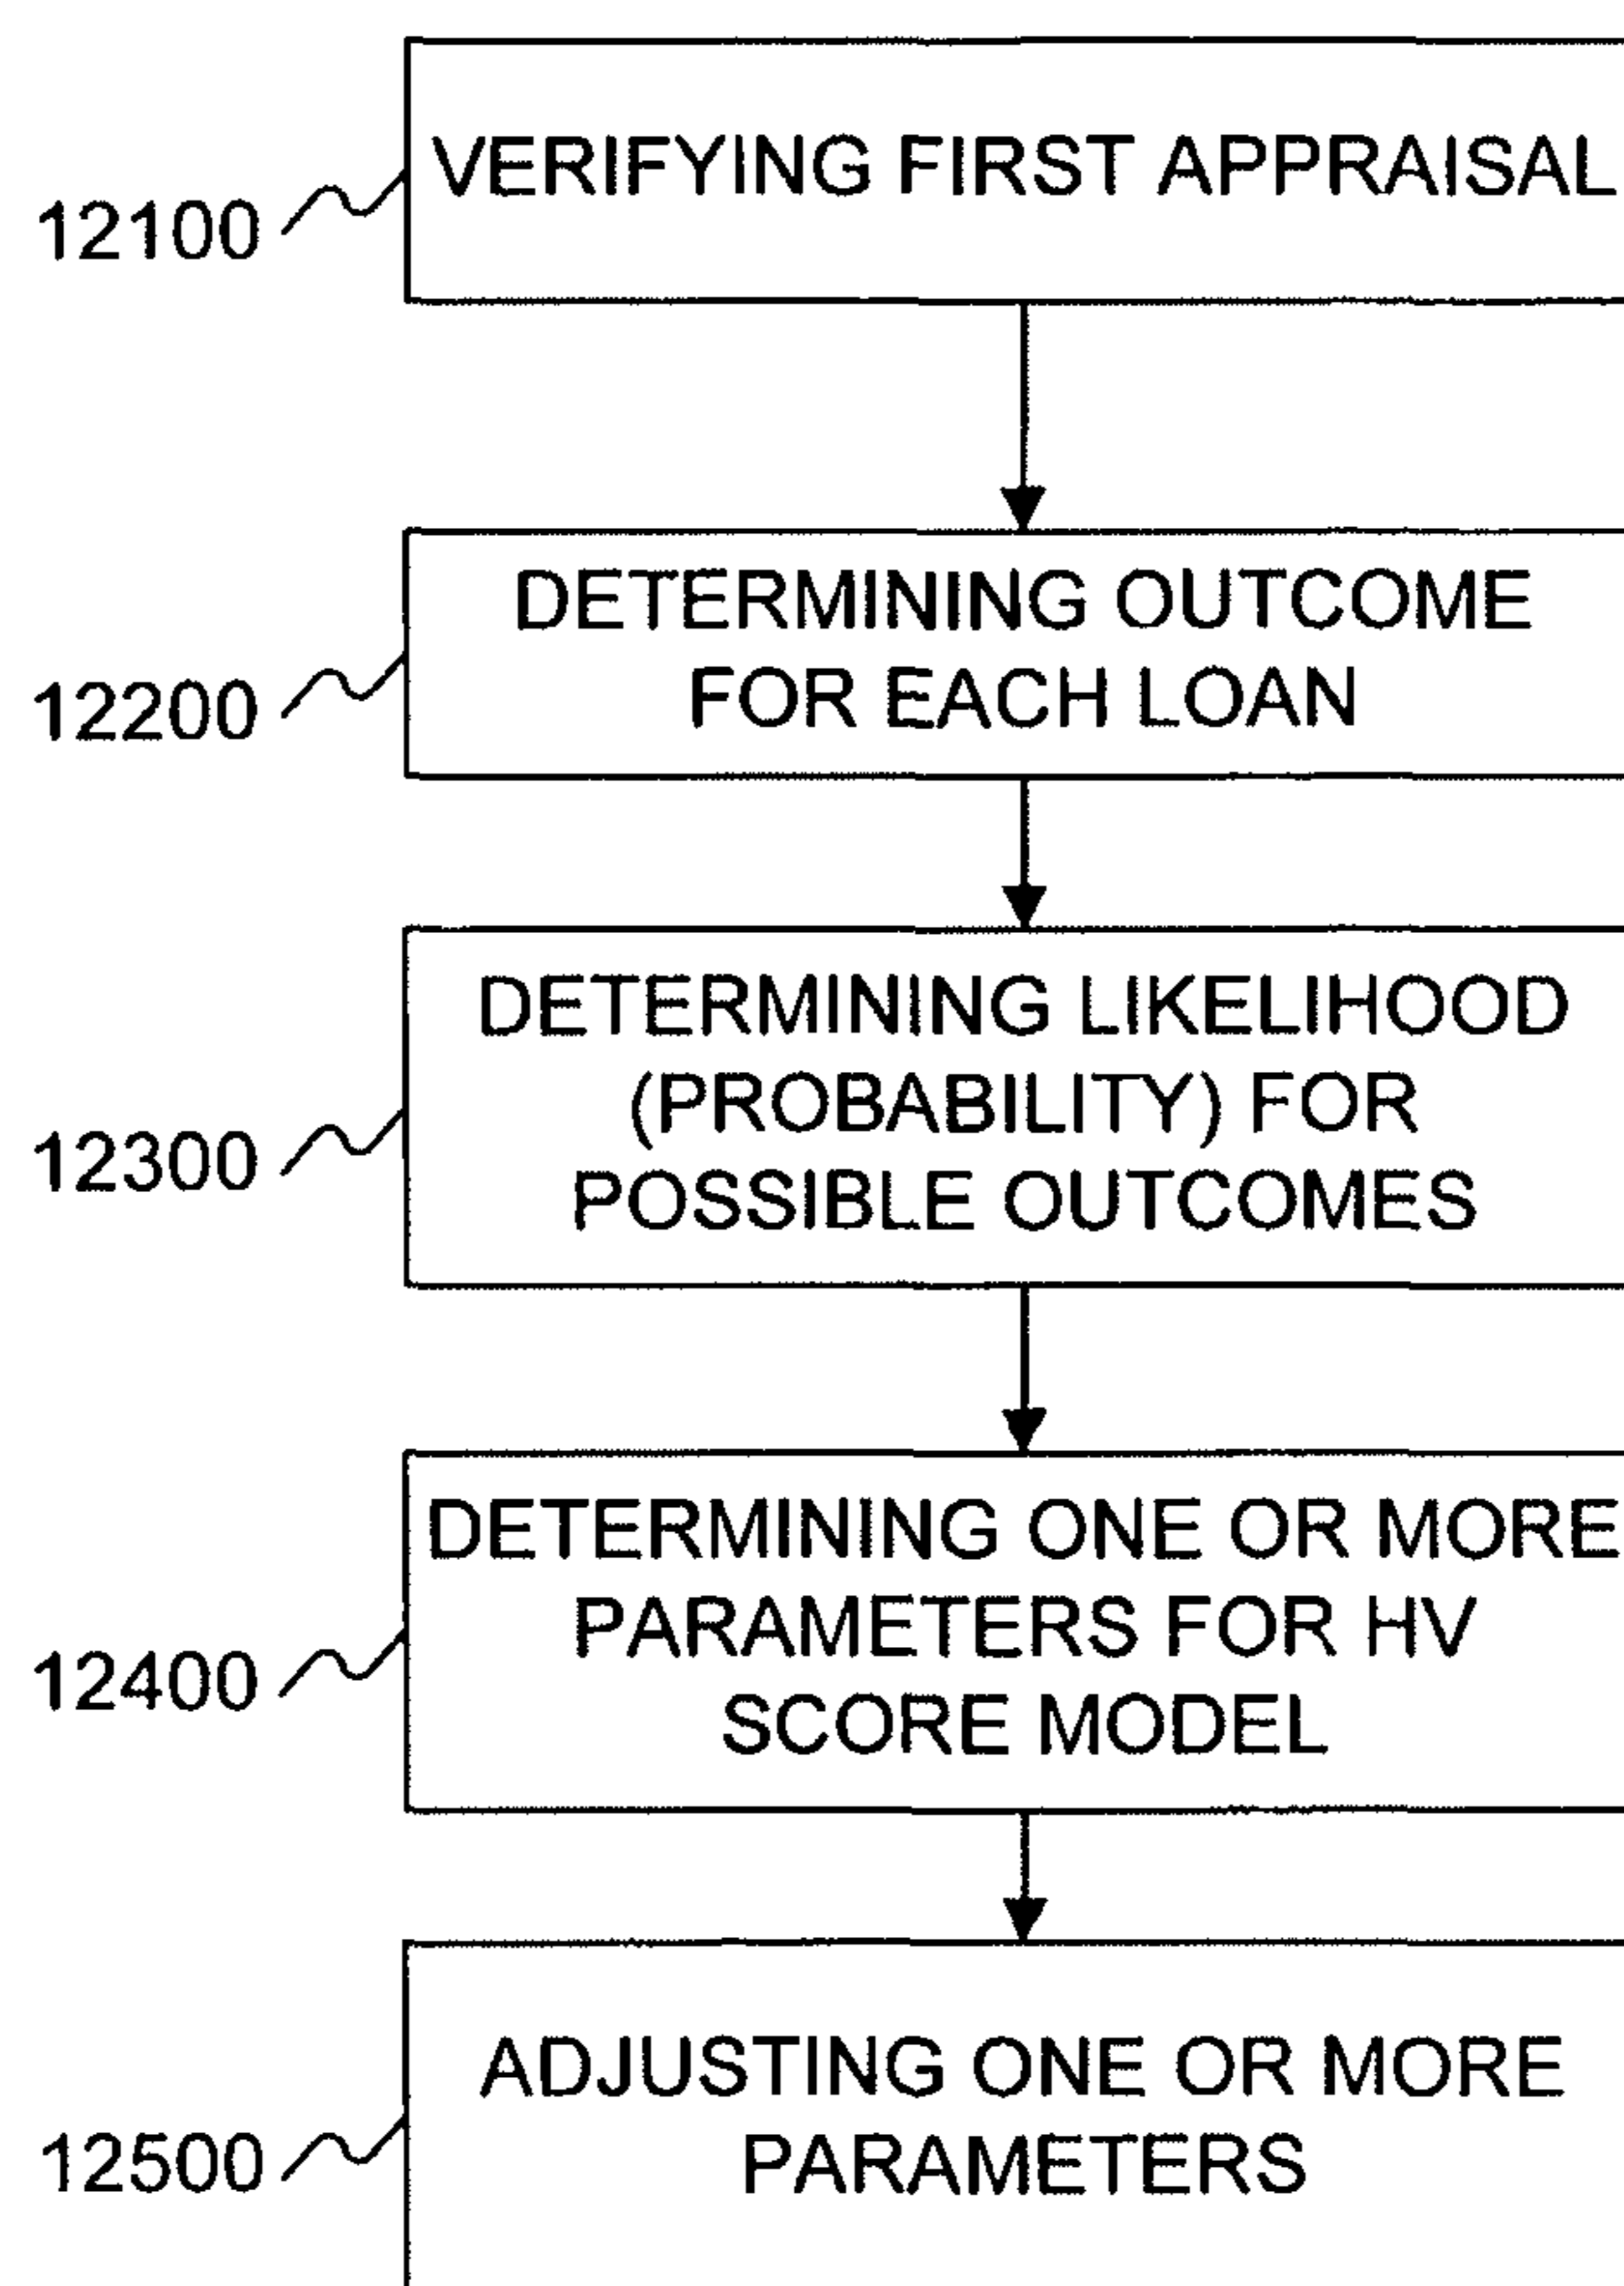 VERIFYING FIRST APPRAISAL
12100
DETERMINING OUTCOME
FOR EACH LOAN
12200
DETERMINING LIKELIHOOD
(PROBABILITY) FOR
POSSIBLE OUTCOMES
12300
DETERMINING ONE OR MORE
PARAMETERS FOR HV
SCORE MODEL
12400
ADJUSTING ONE OR MORE
PARAMETERS
12500